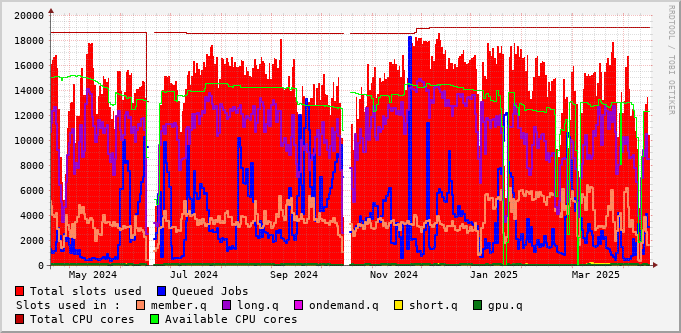 20000
18000
16000
14000
12000
10000
8000
6000
4000
2000
0
May 2024 Jul 2024 Sep 2024 Nov 2024 Jan 2025 Mar 2025
Total slots used Queued Jobs
Slots used in : member.q long.q ondemand.q short.q gpu.q
Total CPU cores Available CPU cores
RRDTOOL / TOBI OETIKER